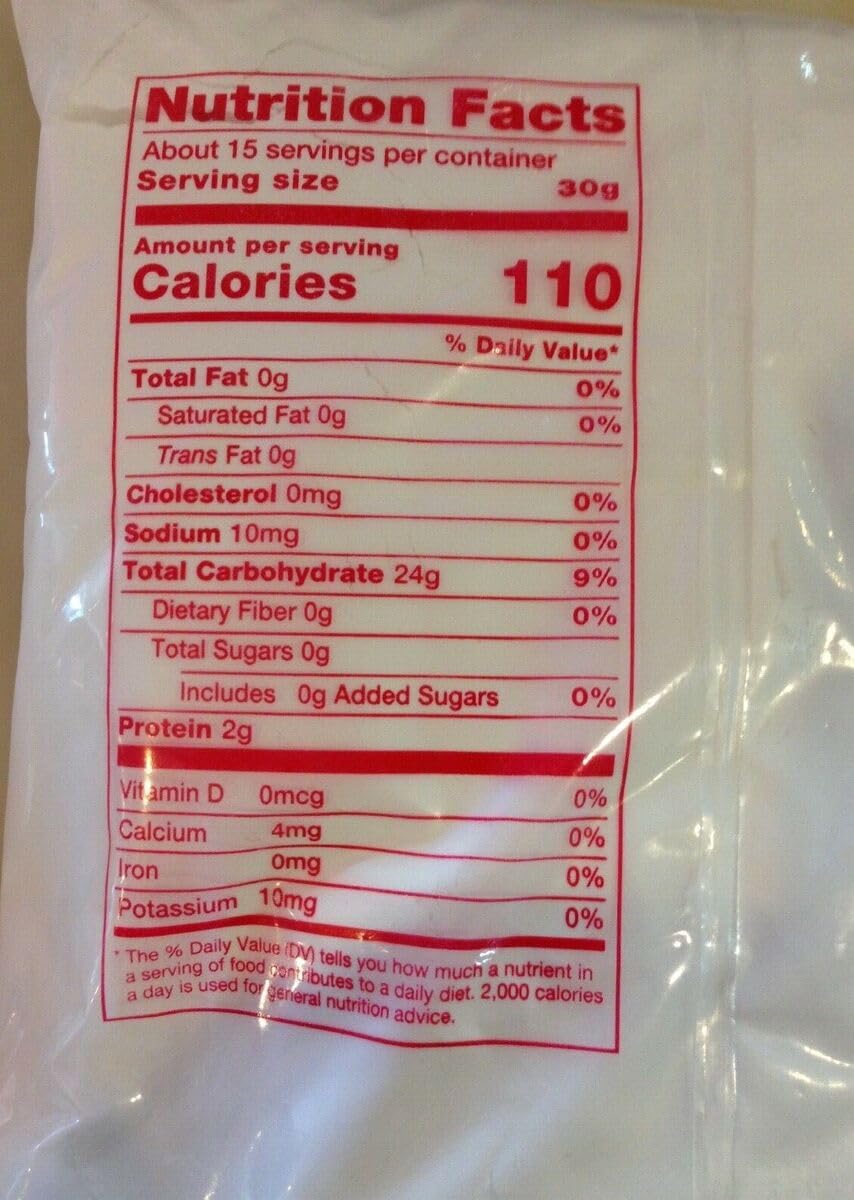 Nutrition Facts
About 15 servings per container
Serving size 30g
Amount per serving
Calories 110
% Daily Value*
Total Fat 0g 0%
Saturated Fat 0g 0%
Trans Fat 0g
Cholesterol 0mg 0%
Sodium 10mg 0%
Total Carbohydrate 24g 9%
Dietary Fiber 0g 0%
Total Sugars 0g
Includes 0g Added Sugars 0%
Protein 2g
Vitamin D 0mcg 0%
Calcium 4mg 0%
Iron 0mg 0%
Potassium 10mg 0%
* The % Daily Value (DV) tells you how much a nutrient in
a serving of food contributes to a daily diet. 2,000 calories
a day is used for general nutrition advice.